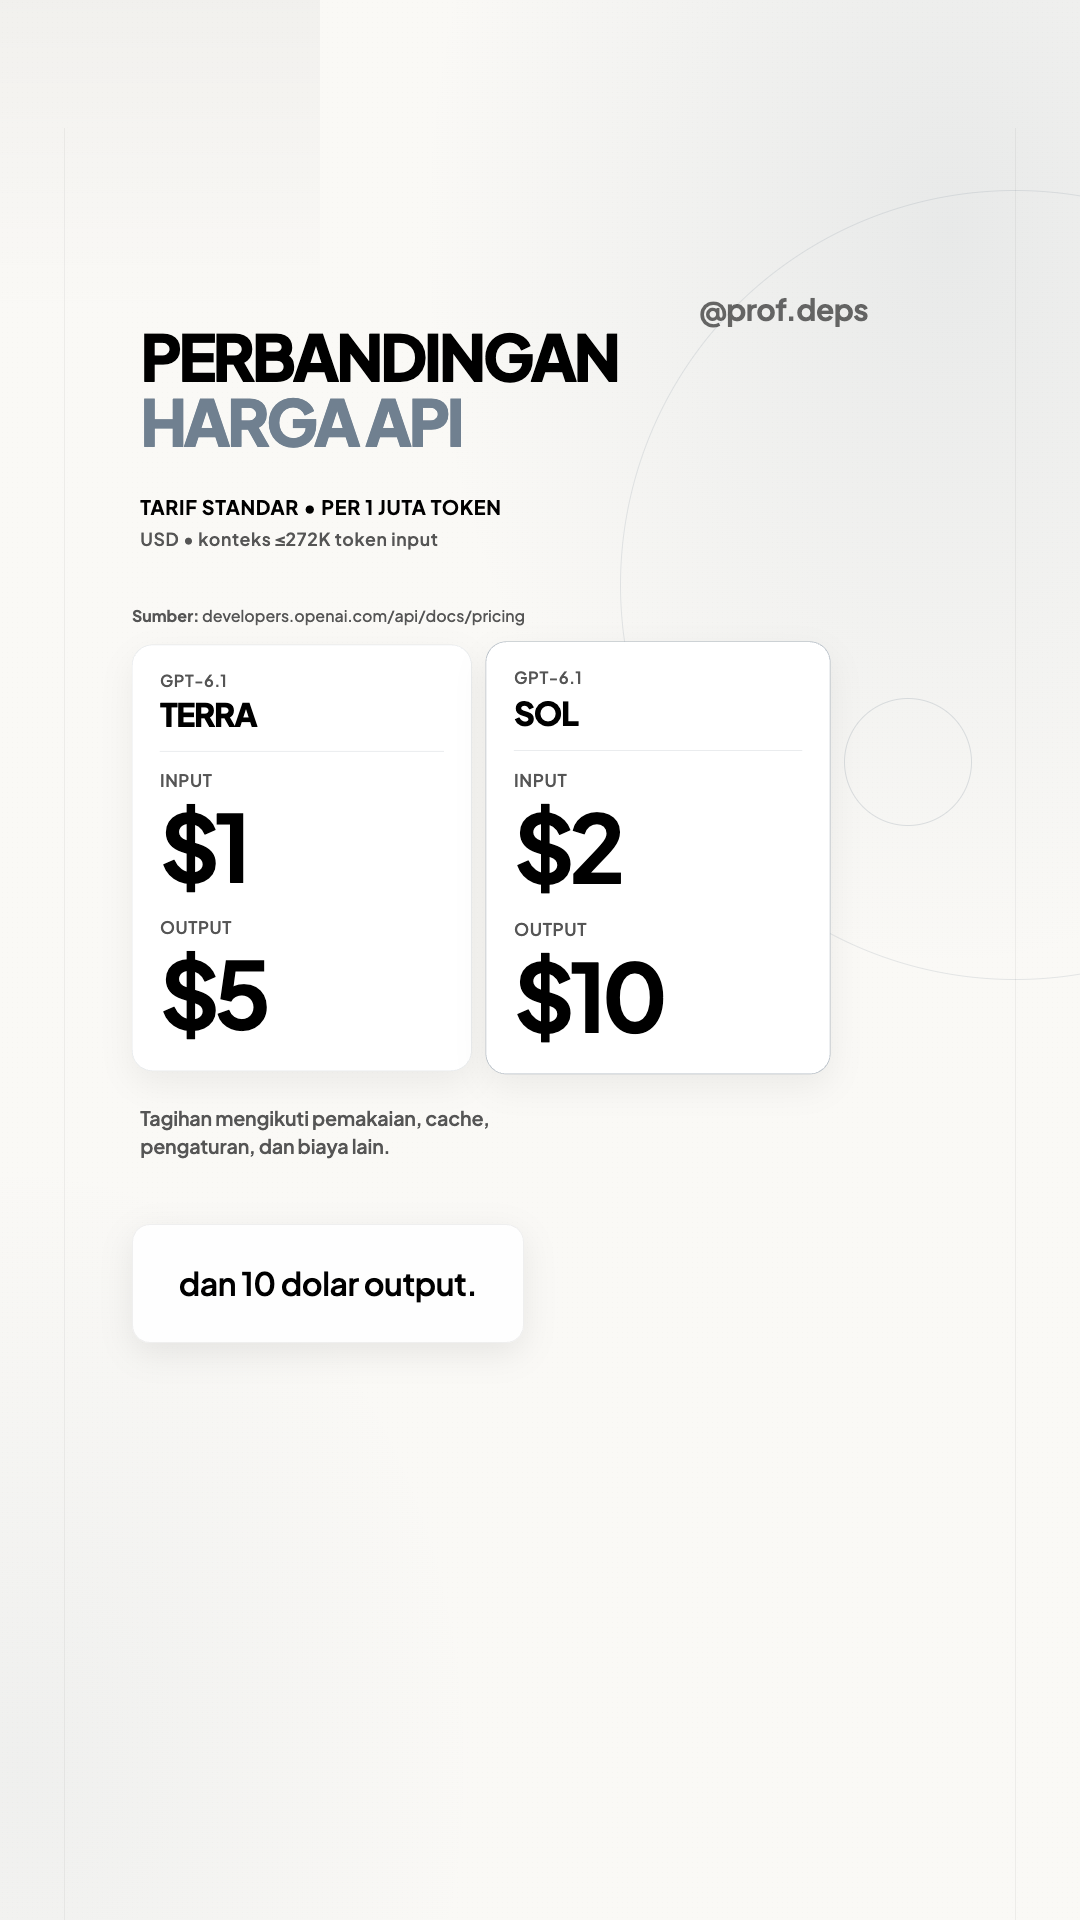 @prof.deps
PERBANDINGAN
HARGA API
TARIF STANDAR • PER 1 JUTA TOKEN
USD • konteks ≤272K token input
Sumber: developers.openai.com/api/docs/pricing
GPT-6.1
TERRA
INPUT
$1
OUTPUT
$5
GPT-6.1
SOL
INPUT
$2
OUTPUT
$10
Tagihan mengikuti pemakaian, cache,
pengaturan, dan biaya lain.
dan 10 dolar output.